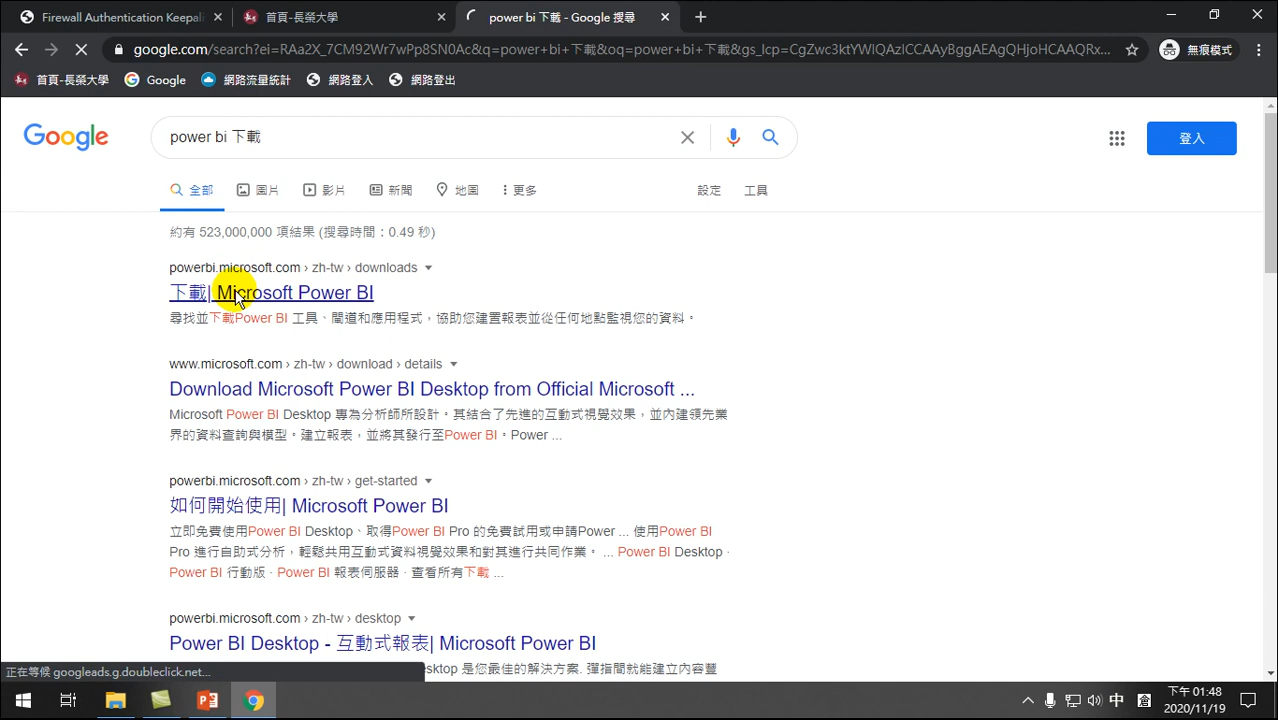 Firewall Authentication Keepali
首頁-長榮大學
power bi 下載 - Google 搜尋
google.com/search?ei=RAa2X_7CM92Wr7wPp8SN0Ac&q=power+bi+下載&oq=power+bi+下載&gs_lcp=CgZwc3ktYWIQAzICCAAyBggAEAgQHjoHCAAQRx...
無痕模式
首頁-長榮大學
Google
網路流量統計
網路登入
網路登出
Google
power bi 下載
登入
全部
圖片
影片
新聞
地圖
更多
設定
工具
約有 523,000,000 項結果 (搜尋時間：0.49 秒)
powerbi.microsoft.com › zh-tw › downloads
下載| Microsoft Power BI
尋找並下載Power BI 工具、閘道和應用程式，協助您建置報表並從任何地點監視您的資料。
www.microsoft.com › zh-tw › download › details
Download Microsoft Power BI Desktop from Official Microsoft ...
Microsoft Power BI Desktop 專為分析師所設計。其結合了先進的互動式視覺效果，並內建領先業
界的資料查詢與模型。建立報表，並將其發行至Power BI。Power ...
powerbi.microsoft.com › zh-tw › get-started
如何開始使用| Microsoft Power BI
立即免費使用Power BI Desktop、取得Power BI Pro 的免費試用或申請Power ... 使用Power BI
Pro 進行自助式分析，輕鬆共用互動式資料視覺效果和對其進行共同作業。 ... Power BI Desktop ·
Power BI 行動版 · Power BI 報表伺服器 · 查看所有下載 ...
powerbi.microsoft.com › zh-tw › desktop
Power BI Desktop - 互動式報表| Microsoft Power BI
正在等候 googleads.g.doubleclick.net...
sktop 是您最佳的解決方案. 彈指間就能建立內容豐
中
下午 01:48
2020/11/19